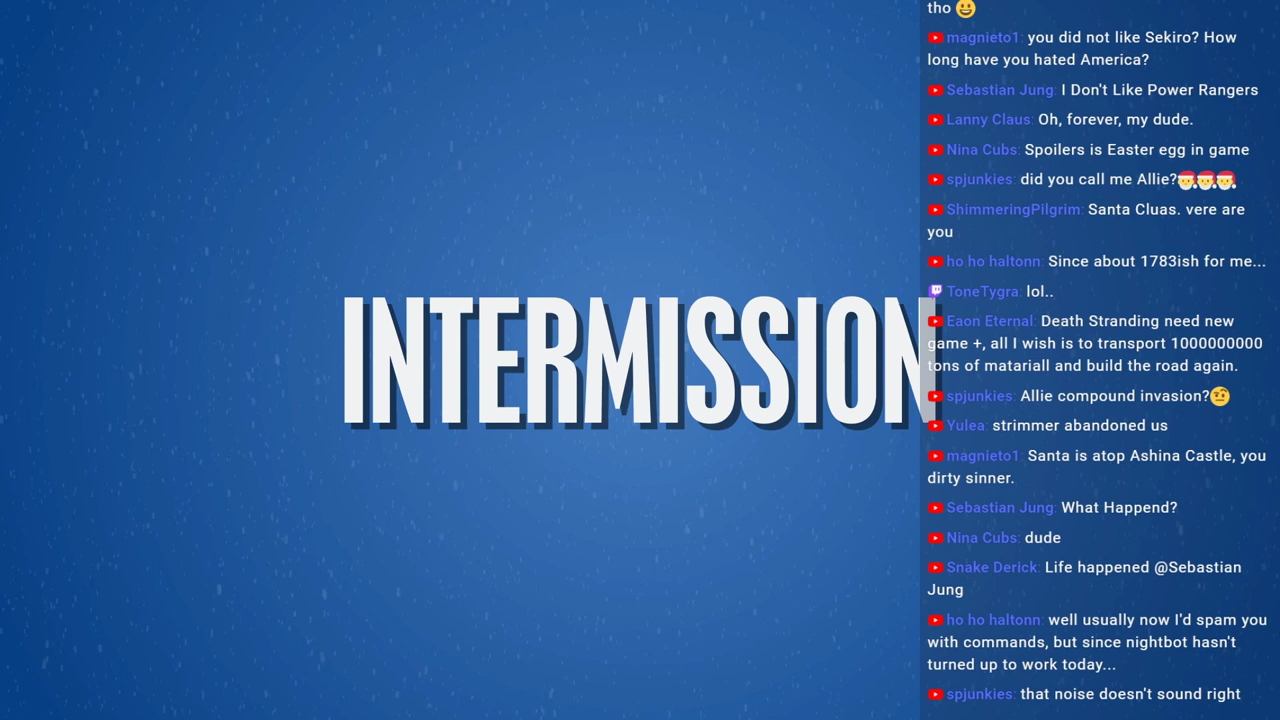 INTERMISSION
tho 😀
magnieto1: you did not like Sekiro? How
long have you hated America?
Sebastian Jung: I Don't Like Power Rangers
Lanny Claus: Oh, forever, my dude.
Nina Cubs: Spoilers is Easter egg in game
spjunkies: did you call me Allie?🎅🎅🎅
ShimmeringPilgrim: Santa Cluas. vere are
you
ho ho haltonn: Since about 1783ish for me...
ToneTygra: lol..
Eaon Eternal: Death Stranding need new
game +, all I wish is to transport 1000000000
tons of matariall and build the road again.
spjunkies: Allie compound invasion?🤨
Yulea: strimmer abandoned us
magnieto1: Santa is atop Ashina Castle, you
dirty sinner.
Sebastian Jung: What Happend?
Nina Cubs: dude
Snake Derick: Life happened @Sebastian
Jung
ho ho haltonn: well usually now I'd spam you
with commands, but since nightbot hasn't
turned up to work today...
spjunkies: that noise doesn't sound right